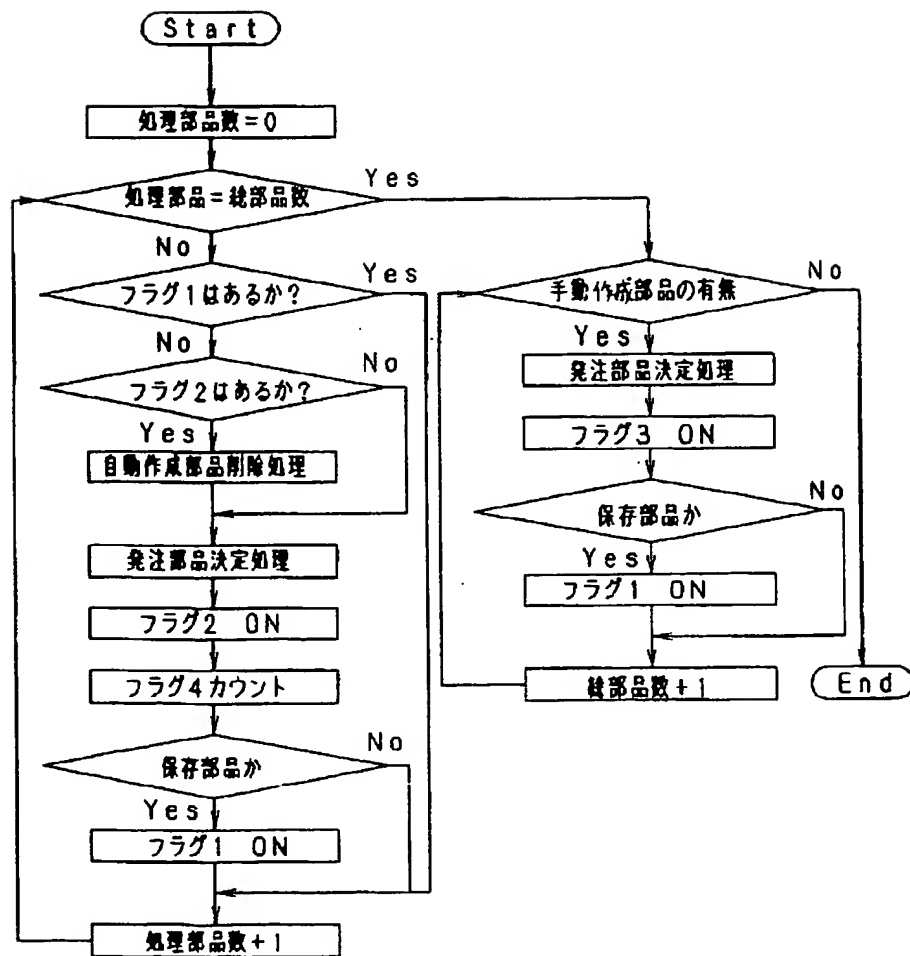 Start
処理部品数=0
処理部品=総部品数
Yes
No
フラグ1はあるか?
Yes
No
フラグ2はあるか?
No
Yes
自動作成部品削除処理
発注部品決定処理
フラグ2 ON
フラグ4カウント
保存部品か
No
Yes
フラグ1 ON
処理部品数+1
手動作成部品の有無
No
Yes
発注部品決定処理
フラグ3 ON
保存部品か
No
Yes
フラグ1 ON
総部品数+1
End